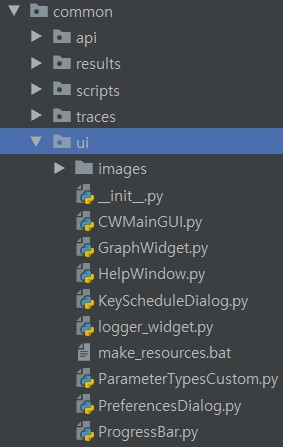 common
api
results
scripts
traces
ui
images
__init__.py
CWMainGUI.py
GraphWidget.py
HelpWindow.py
KeyScheduleDialog.py
logger_widget.py
make_resources.bat
ParameterTypesCustom.py
PreferencesDialog.py
ProgressBar.py